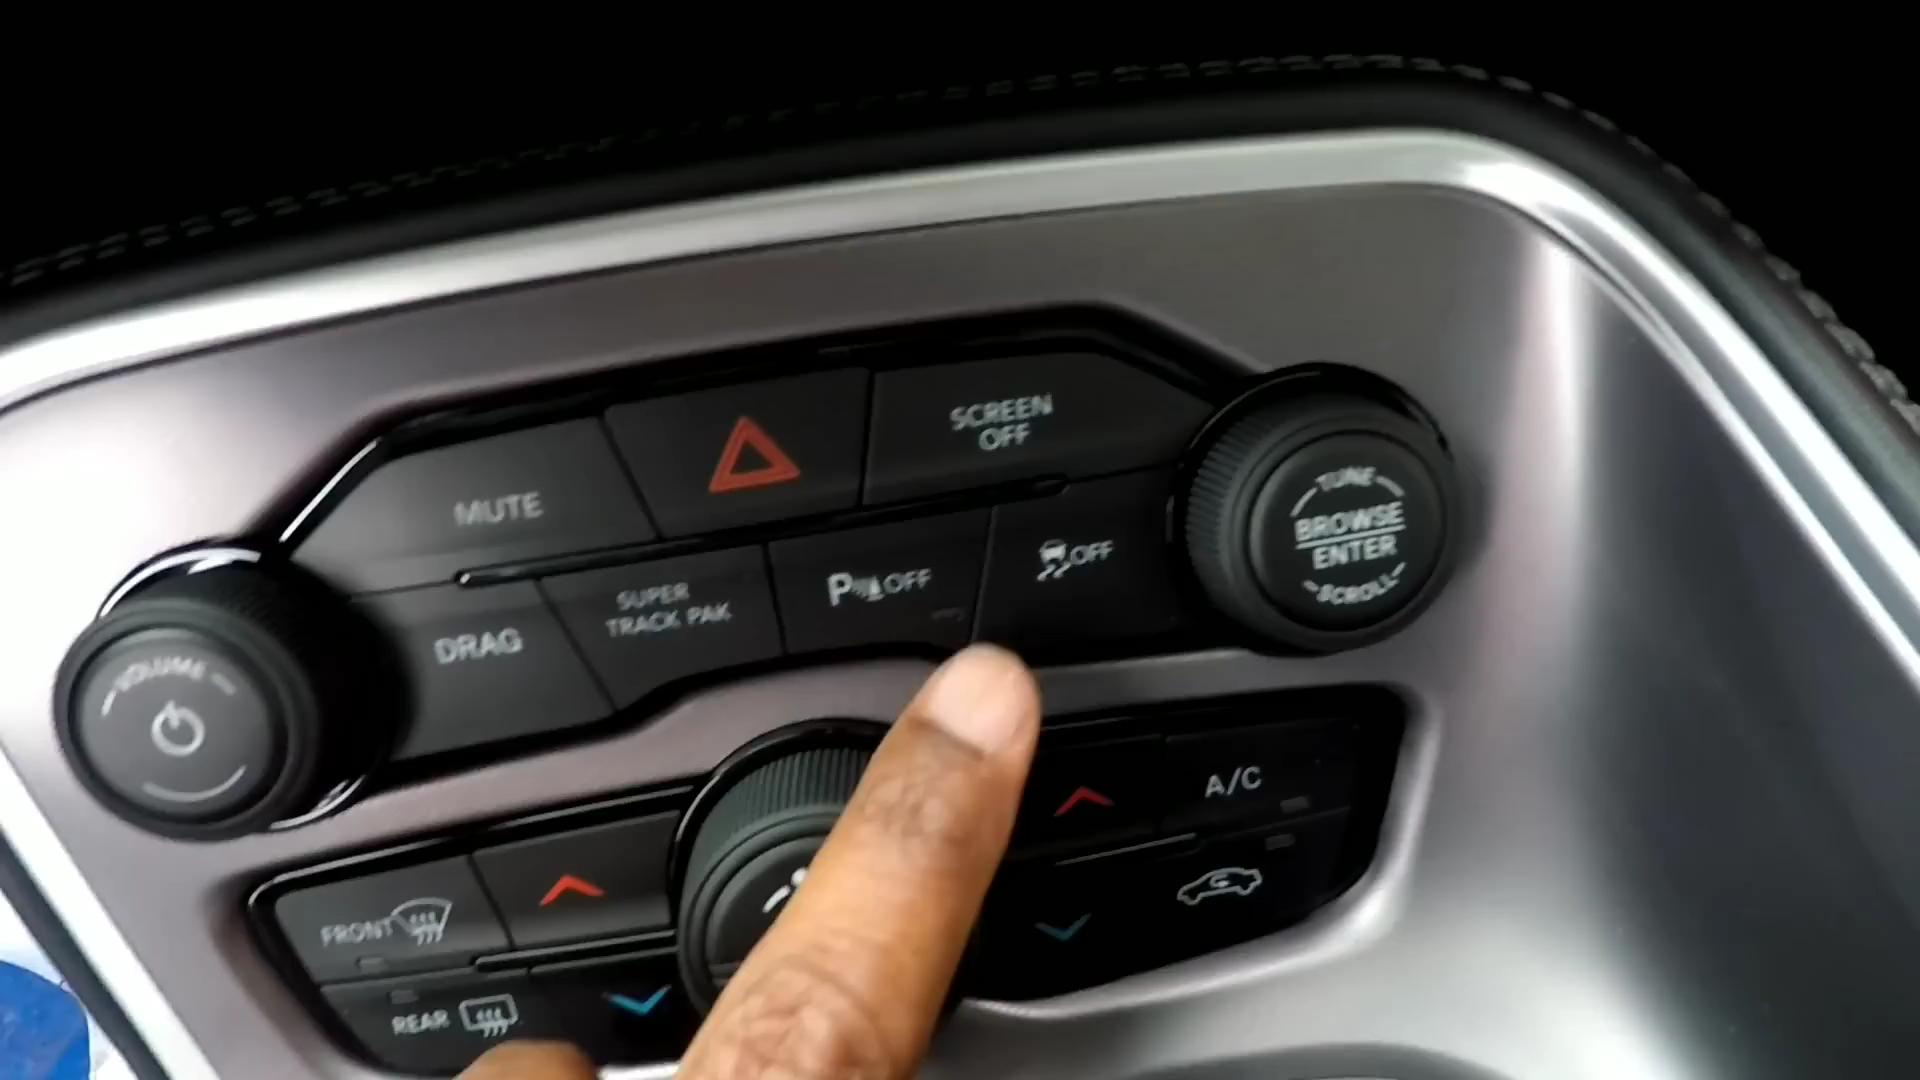 SCREEN
OFF
MUTE
TUNE
BROWSE
ENTER
SCROLL
P OFF
OFF
SUPER
TRACK PAK
DRAG
VOLUME
A/C
FRONT
REAR